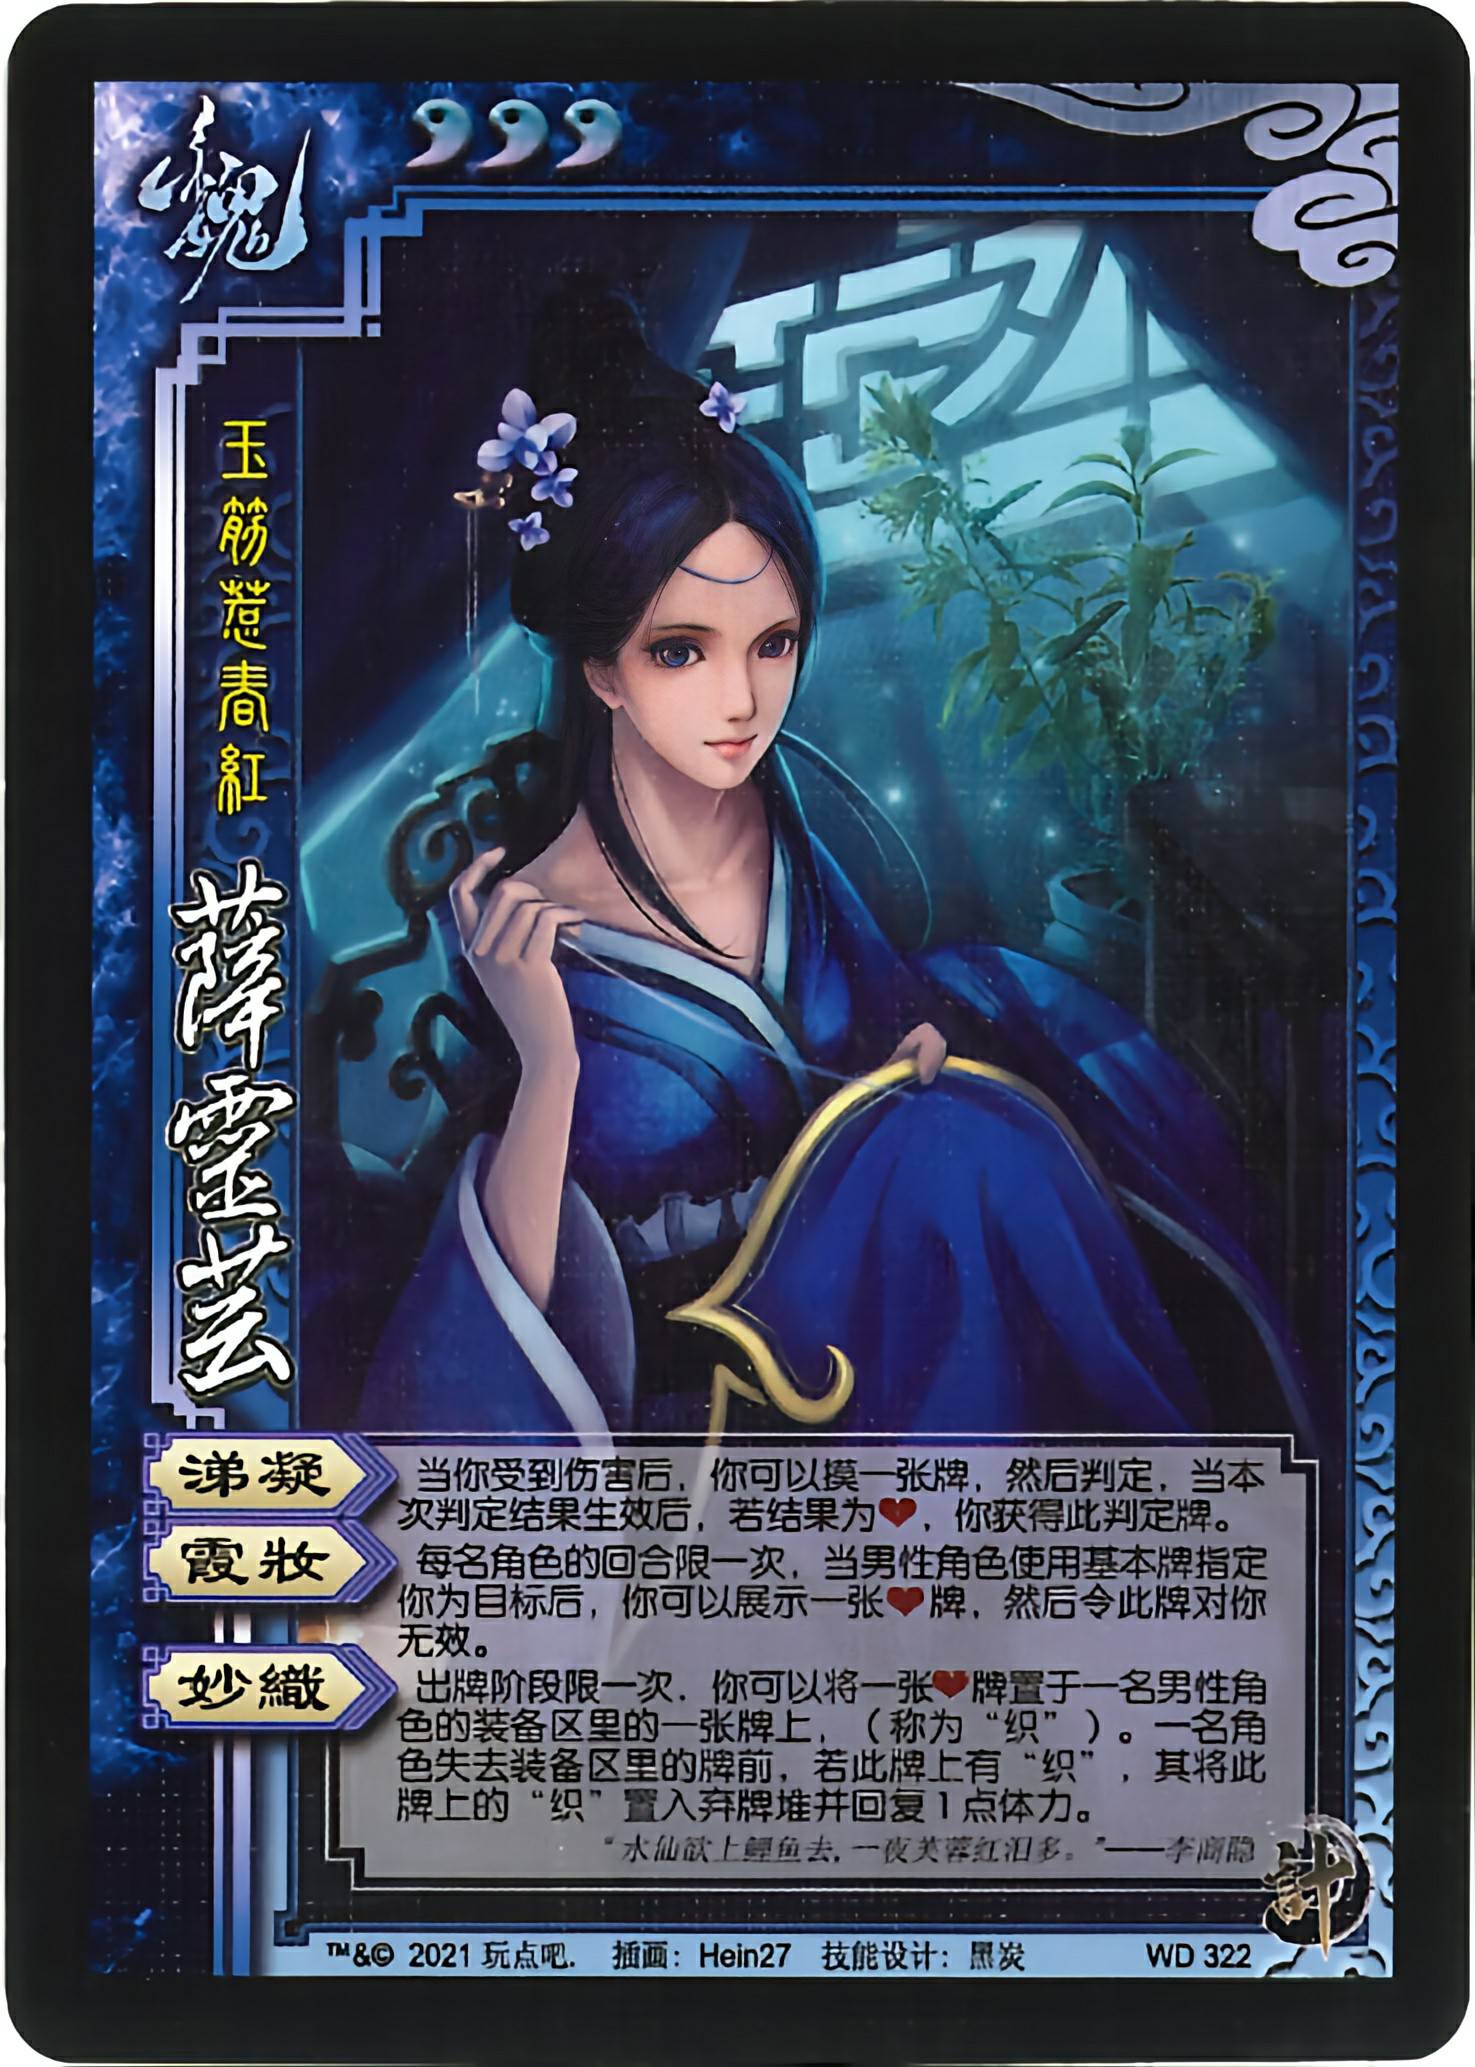 魏
玉筯惹春紅
薛靈芸
涕凝
当你受到伤害后，你可以摸一张牌，然后判定，当本
次判定结果生效后，若结果为♥，你获得此判定牌。
霞妝
每名角色的回合限一次，当男性角色使用基本牌指定
你为目标后，你可以展示一张♥牌，然后令此牌对你
无效。
妙織
出牌阶段限一次，你可以将一张♥牌置于一名男性角
色的装备区里的一张牌上，（称为“织”）。一名角
色失去装备区里的牌前，若此牌上有“织”，其将此
牌上的“织”置入弃牌堆并回复1点体力。
“水仙欲上鲤鱼去，一夜芙蓉红泪多。”——李商隐
計
™&© 2021 玩点吧. 插画：Hein27 技能设计：黑炭 WD 322